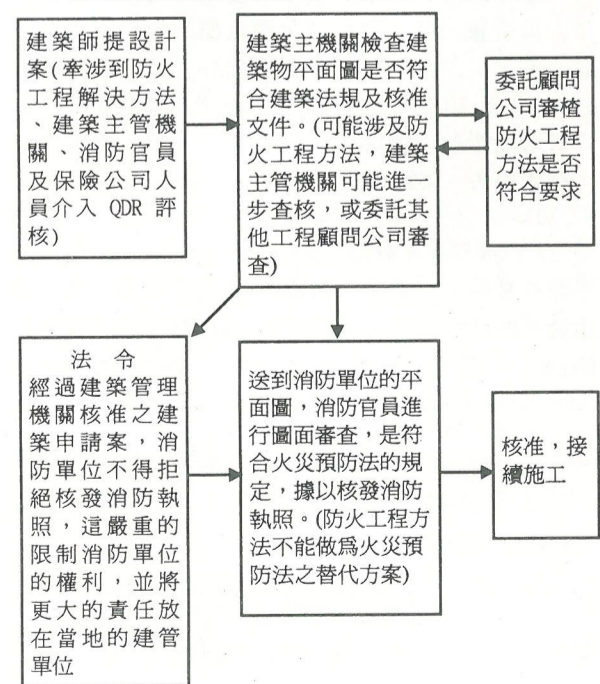 建築師提設計
案(牽涉到防火
工程解決方法
、建築主管機
關、消防官員
及保險公司人
員介入 QDR 評
核)
建築主機關檢查建
築物平面圖是否符
合建築法規及核准
文件。(可能涉及防
火工程方法，建築
主管機關可能進一
步查核，或委託其
他工程顧問公司審
查)
委託顧問
公司審楂
防火工程
方法是否
符合要求
法 令
經過建築管理
機關核准之建
築申請案，消
防單位不得拒
絕核發消防執
照，這嚴重的
限制消防單位
的權利，並將
更大的責任放
在當地的建管
單位
送到消防單位的平
面圖，消防官員進
行圖面審查，是符
合火災預防法的規
定，據以核發消防
執照。(防火工程方
法不能做爲火災預
防法之替代方案)
核准，接
續施工